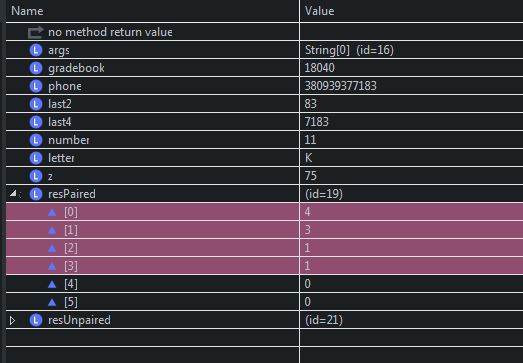 Name Value
no method return value
L args String[0] (id=16)
L gradebook 18040
L phone 380939377183
L last2 83
L last4 7183
L number 11
L letter K
L z 75
L resPaired (id=19)
[0] 4
[1] 3
[2] 1
[3] 1
[4] 0
[5] 0
L resUnpaired (id=21)